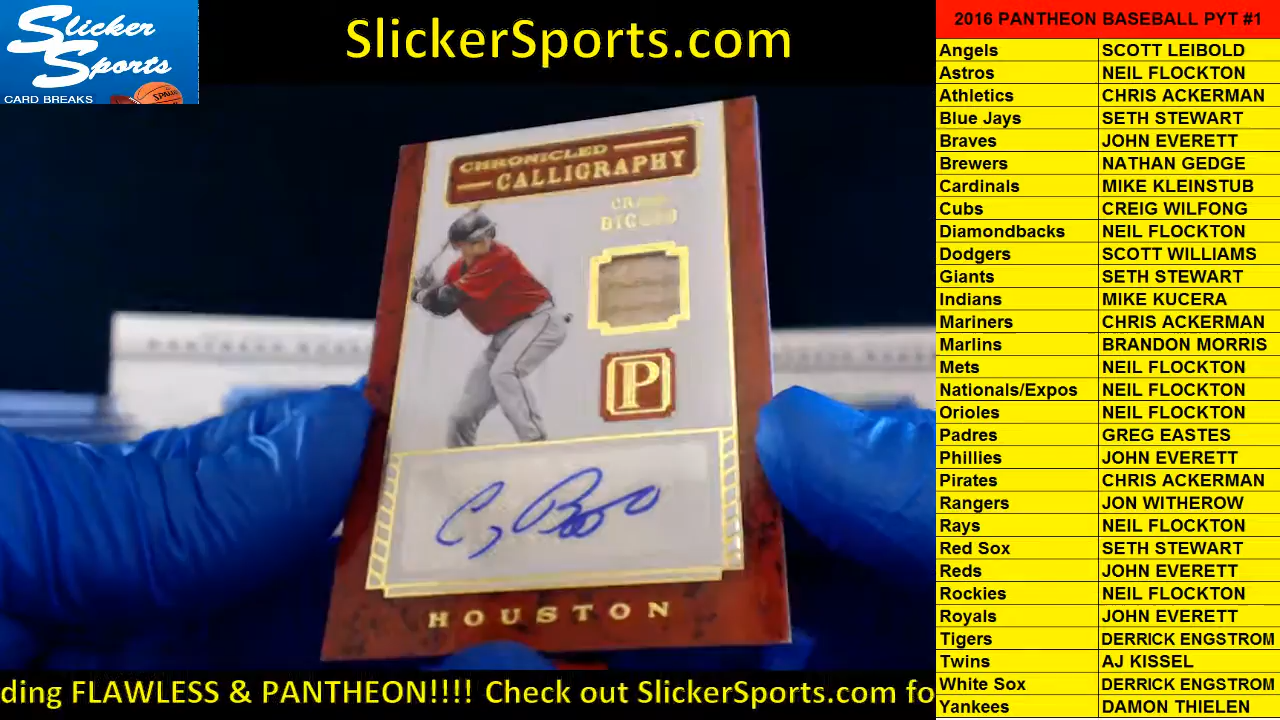 Slicker
Sports
CARD BREAKS
SPALDING
SlickerSports.com
CHRONICLED
CALLIGRAPHY
CRAIG
BIGGIO
P
HOUSTON
ding FLAWLESS & PANTHEON!!!! Check out SlickerSports.com fo
2016 PANTHEON BASEBALL PYT #1
Angels SCOTT LEIBOLD
Astros NEIL FLOCKTON
Athletics CHRIS ACKERMAN
Blue Jays SETH STEWART
Braves JOHN EVERETT
Brewers NATHAN GEDGE
Cardinals MIKE KLEINSTUB
Cubs CREIG WILFONG
Diamondbacks NEIL FLOCKTON
Dodgers SCOTT WILLIAMS
Giants SETH STEWART
Indians MIKE KUCERA
Mariners CHRIS ACKERMAN
Marlins BRANDON MORRIS
Mets NEIL FLOCKTON
Nationals/Expos NEIL FLOCKTON
Orioles NEIL FLOCKTON
Padres GREG EASTES
Phillies JOHN EVERETT
Pirates CHRIS ACKERMAN
Rangers JON WITHEROW
Rays NEIL FLOCKTON
Red Sox SETH STEWART
Reds JOHN EVERETT
Rockies NEIL FLOCKTON
Royals JOHN EVERETT
Tigers DERRICK ENGSTROM
Twins AJ KISSEL
White Sox DERRICK ENGSTROM
Yankees DAMON THIELEN